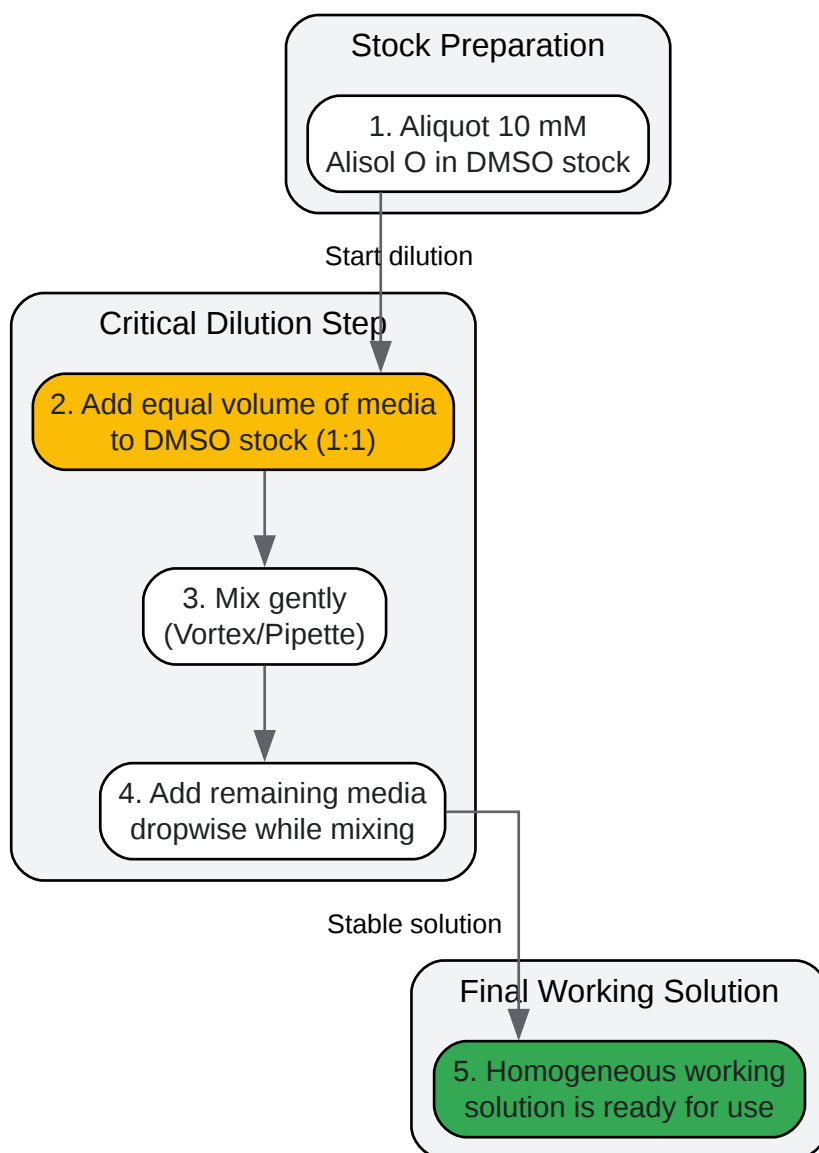 Stock Preparation
1. Aliquot 10 mM
Alisol O in DMSO stock
Start dilution
Critical Dilution Step
2. Add equal volume of media
to DMSO stock (1:1)
3. Mix gently
(Vortex/Pipette)
4. Add remaining media
dropwise while mixing
Stable solution
Final Working Solution
5. Homogeneous working
solution is ready for use